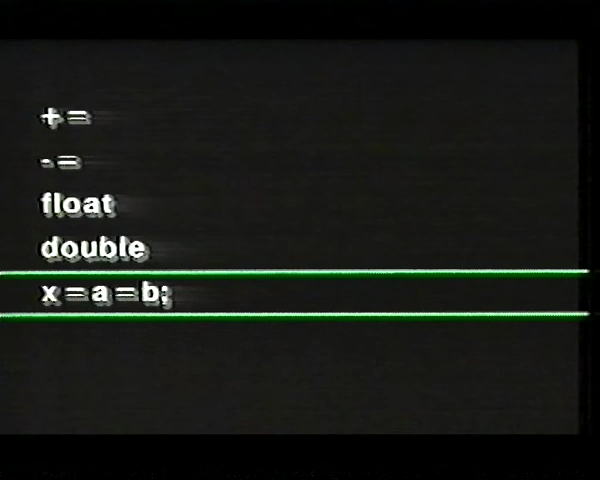 +=
-=
float
double
x=a=b;